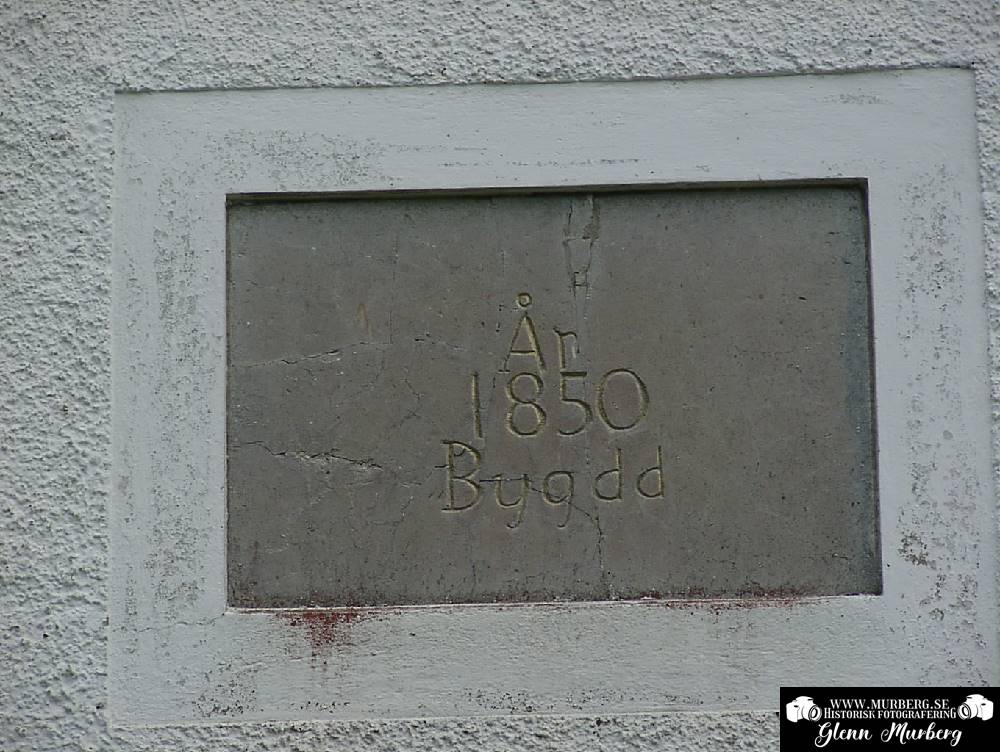 År
1850
Bygdd
WWW.MURBERG.SE
HISTORISK FOTOGRAFERING
Glenn Murberg